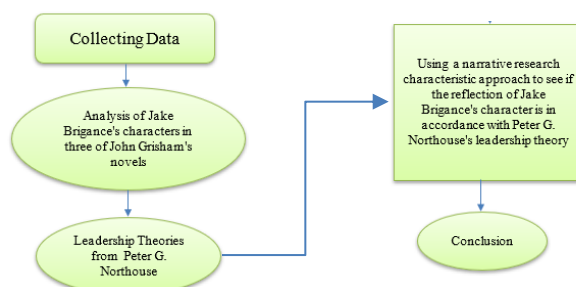 Collecting Data
Analysis of Jake
Brigance's characters in
three of John Grisham's
novels
Leadership Theories
from Peter G.
Northouse
Using a narrative research
characteristic approach to see if
the reflection of Jake
Brigance's character is in
accordance with Peter G.
Northouse's leadership theory
Conclusion